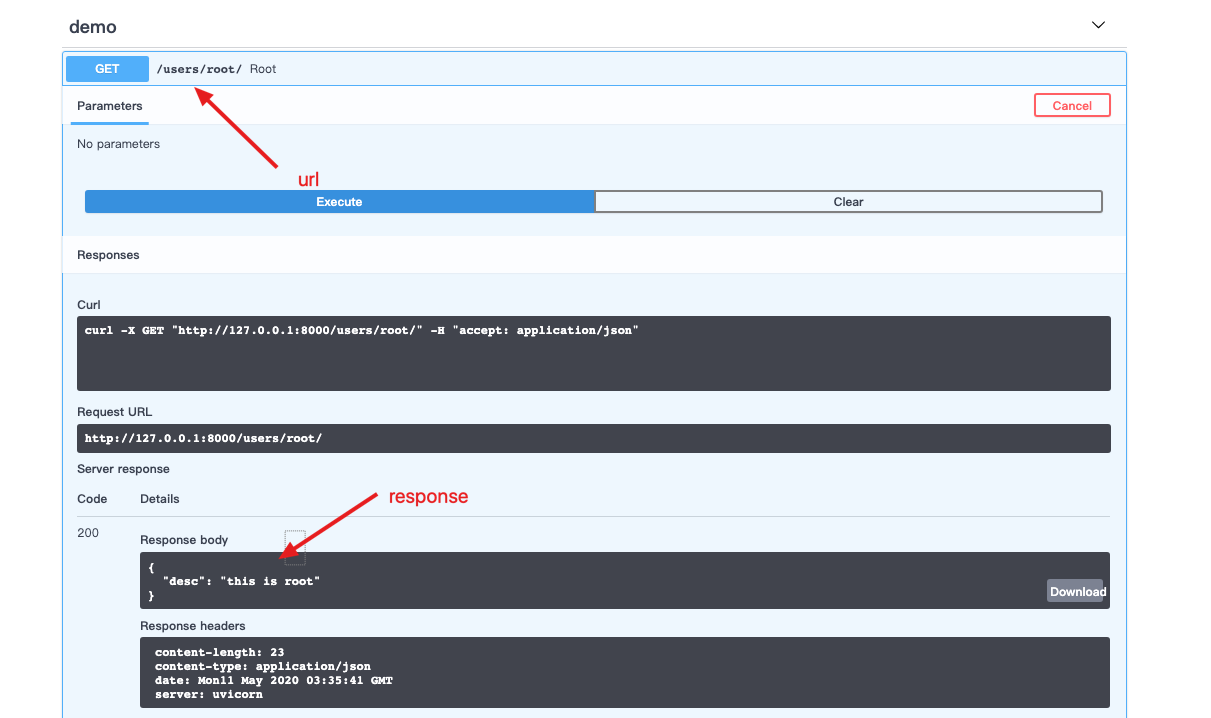 demo
GET /users/root/ Root
Parameters Cancel
No parameters
url
Execute Clear
Responses
Curl
curl -X GET "http://127.0.0.1:8000/users/root/" -H "accept: application/json"
Request URL
http://127.0.0.1:8000/users/root/
Server response
Code Details
response
200
Response body
{
"desc": "this is root"
}
Download
Response headers
content-length: 23
content-type: application/json
date: Mon11 May 2020 03:35:41 GMT
server: uvicorn